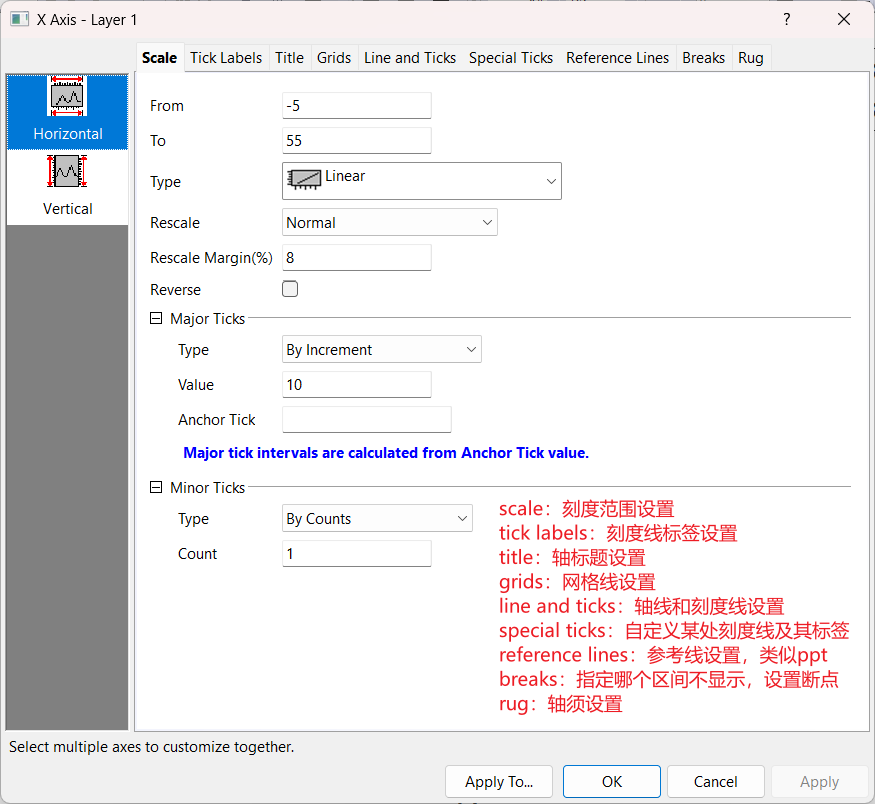 X Axis - Layer 1
?
Scale Tick Labels Title Grids Line and Ticks Special Ticks Reference Lines Breaks Rug
Horizontal
Vertical
From -5
To 55
Type Linear
Rescale Normal
Rescale Margin(%) 8
Reverse
Major Ticks
Type By Increment
Value 10
Anchor Tick
Major tick intervals are calculated from Anchor Tick value.
Minor Ticks
Type By Counts
Count 1
scale：刻度范围设置
tick labels：刻度线标签设置
title：轴标题设置
grids：网格线设置
line and ticks：轴线和刻度线设置
special ticks：自定义某处刻度线及其标签
reference lines：参考线设置，类似ppt
breaks：指定哪个区间不显示，设置断点
rug：轴须设置
Select multiple axes to customize together.
Apply To... OK Cancel Apply